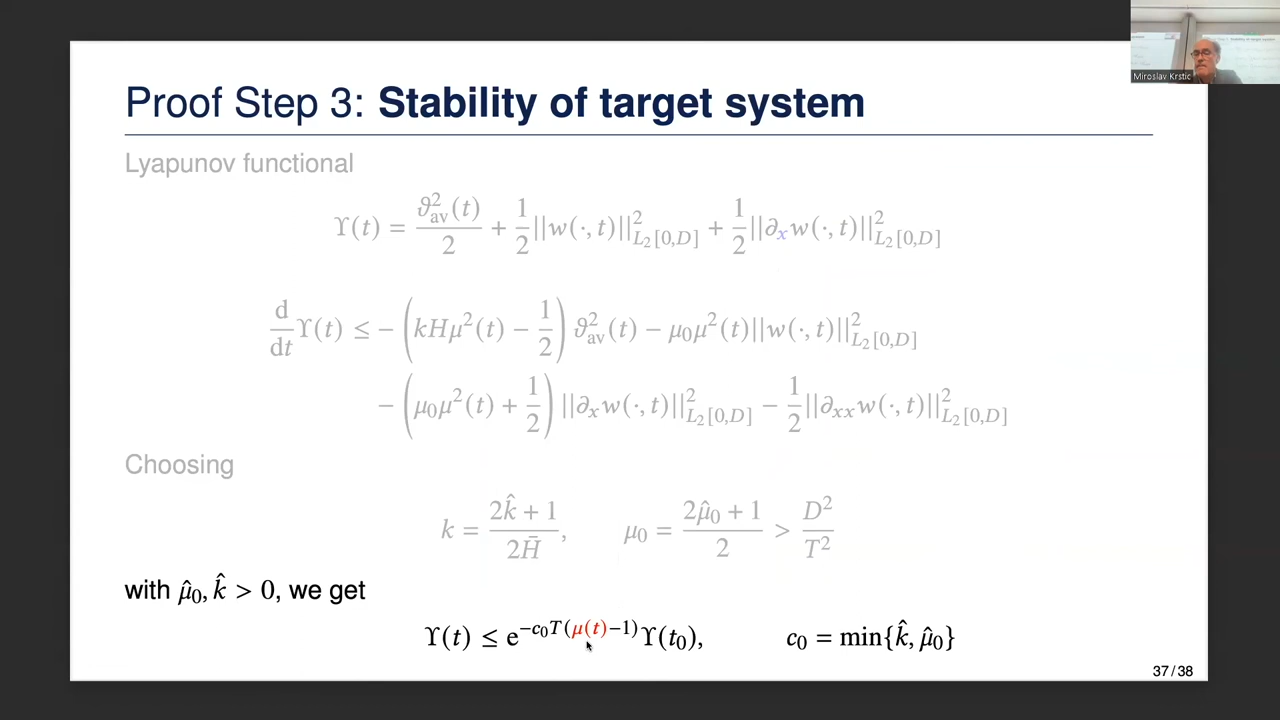 Miroslav Krstic
Proof Step 3: Stability of target system
Lyapunov functional
ϒ(t) = ϑ²_av(t)/2 + 1/2||w(·, t)||²_{L₂[0,D]} + 1/2||∂ₓw(·, t)||²_{L₂[0,D]}
d/dt ϒ(t) ≤ − (kHμ²(t) − 1/2) ϑ²_av(t) − μ₀μ²(t)||w(·, t)||²_{L₂[0,D]}
− (μ₀μ²(t) + 1/2) ||∂ₓw(·, t)||²_{L₂[0,D]} − 1/2||∂ₓₓw(·, t)||²_{L₂[0,D]}
Choosing
k = (2k̂ + 1)/(2H̄), μ₀ = (2μ̂₀ + 1)/2 > D²/T²
with μ̂₀, k̂ > 0, we get
ϒ(t) ≤ e^{−c₀T(μ(t)−1)}ϒ(t₀), c₀ = min{k̂, μ̂₀}
37/38